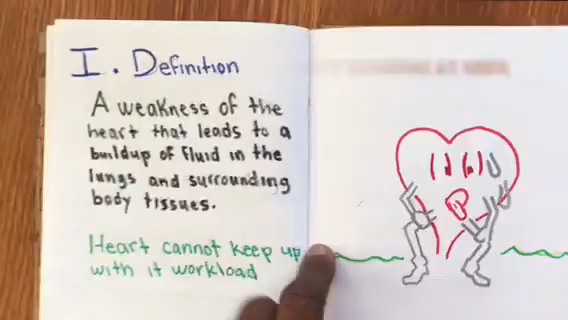 I. Definition
A weakness of the
heart that leads to a
buildup of fluid in the
lungs and surrounding
body tissues.
Heart cannot keep up
with it workload